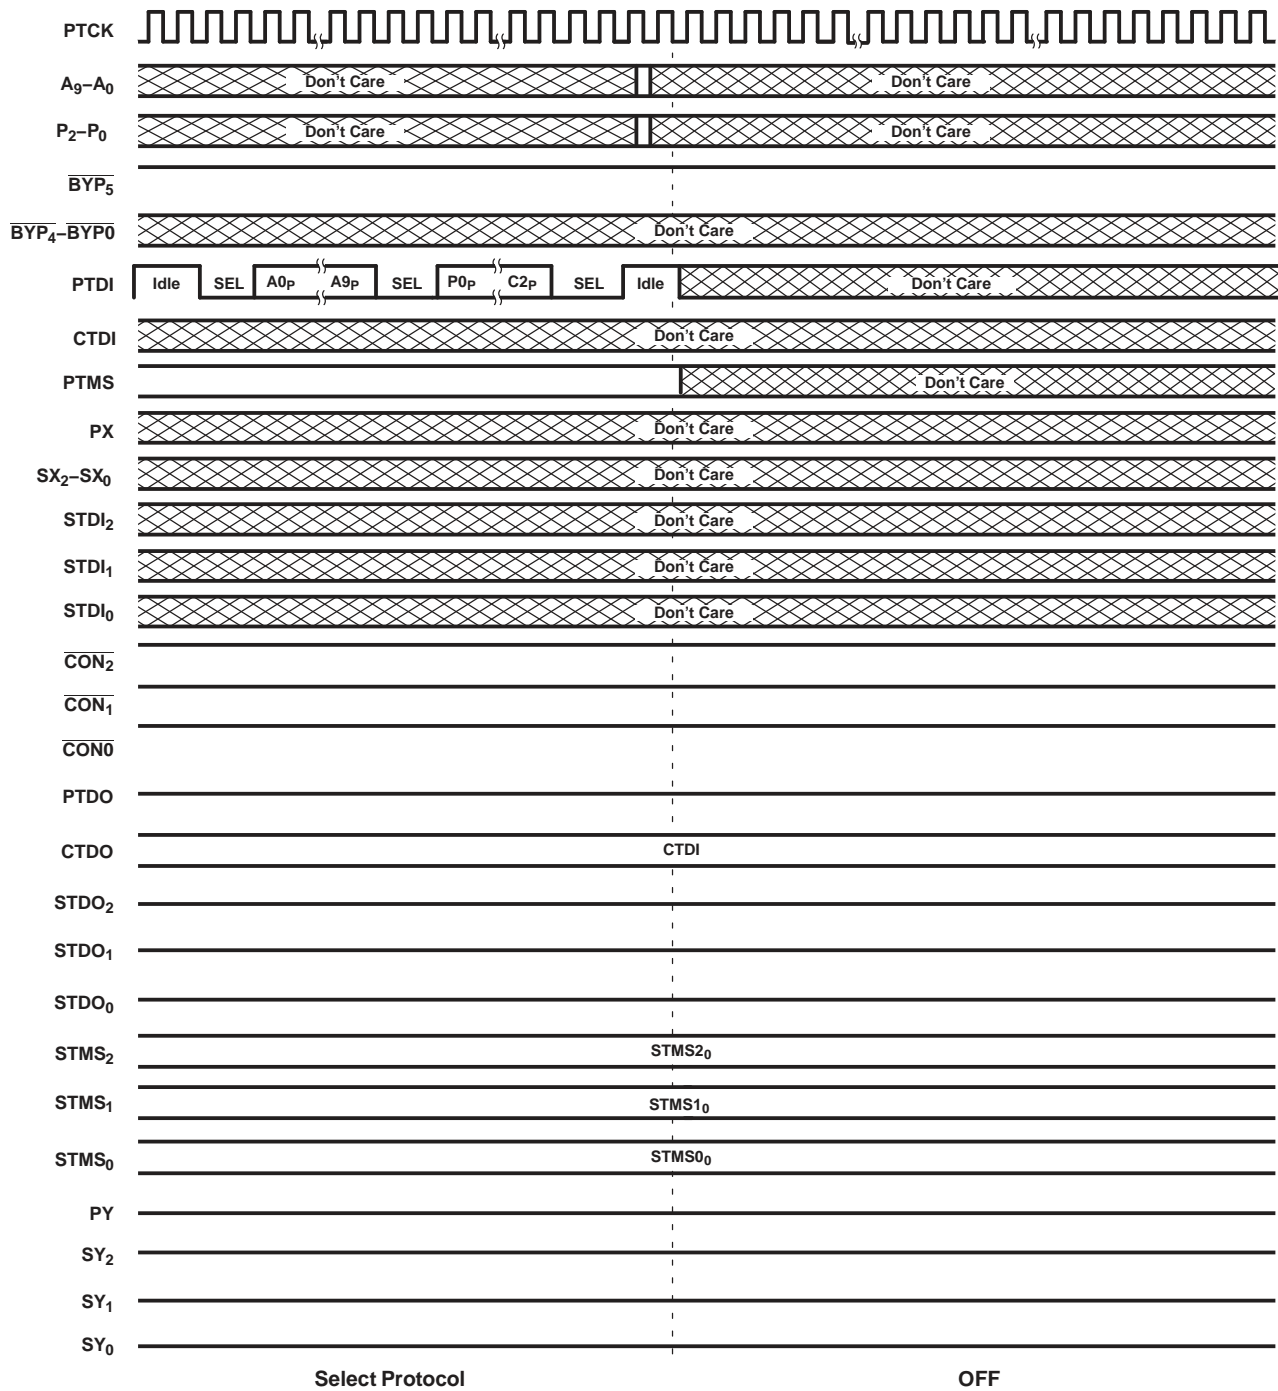 PTCK
A9–A0 Don't Care Don't Care
P2–P0 Don't Care Don't Care
BYP5
BYP4–BYP0 Don't Care
PTDI Idle SEL A0P A9P SEL P0P C2P SEL Idle Don't Care
CTDI Don't Care
PTMS Don't Care
PX Don't Care
SX2–SX0 Don't Care
STDI2 Don't Care
STDI1 Don't Care
STDI0 Don't Care
CON2
CON1
CON0
PTDO
CTDO CTDI
STDO2
STDO1
STDO0
STMS2 STMS20
STMS1 STMS10
STMS0 STMS00
PY
SY2
SY1
SY0
Select Protocol OFF